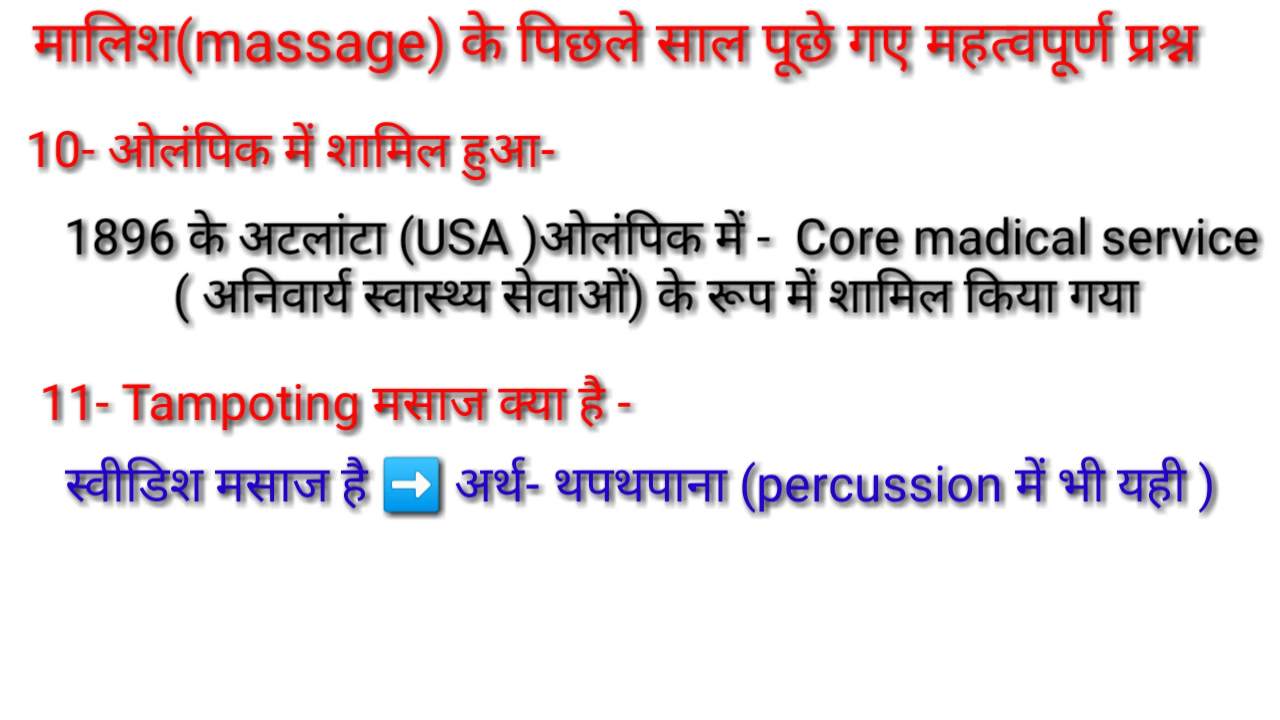 मालिश(massage) के पिछले साल पूछे गए महत्वपूर्ण प्रश्न
10- ओलंपिक में शामिल हुआ-
1896 के अटलांटा (USA )ओलंपिक में - Core madical service
( अनिवार्य स्वास्थ्य सेवाओं) के रूप में शामिल किया गया
11- Tampoting मसाज क्या है -
स्वीडिश मसाज है ➡️ अर्थ- थपथपाना (percussion में भी यही )